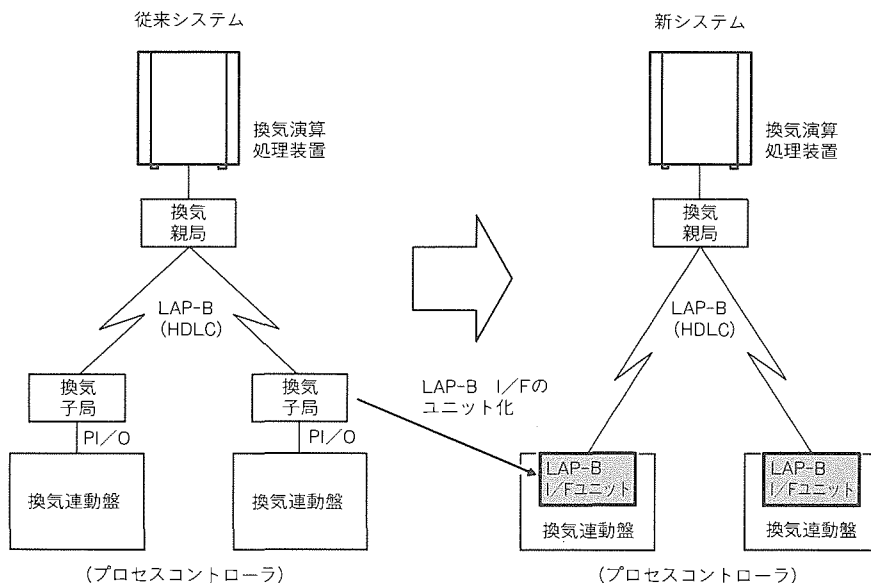 従来システム
換気演算
処理装置
換気
親局
LAP-B
(HDLC)
換気
子局
換気
子局
PI/O
PI/O
換気連動盤
換気連動盤
(プロセスコントローラ)
LAP-B I/Fの
ユニット化
新システム
換気演算
処理装置
換気
親局
LAP-B
(HDLC)
LAP-B
I/Fユニット
換気連動盤
LAP-B
I/Fユニット
換気連動盤
(プロセスコントローラ)